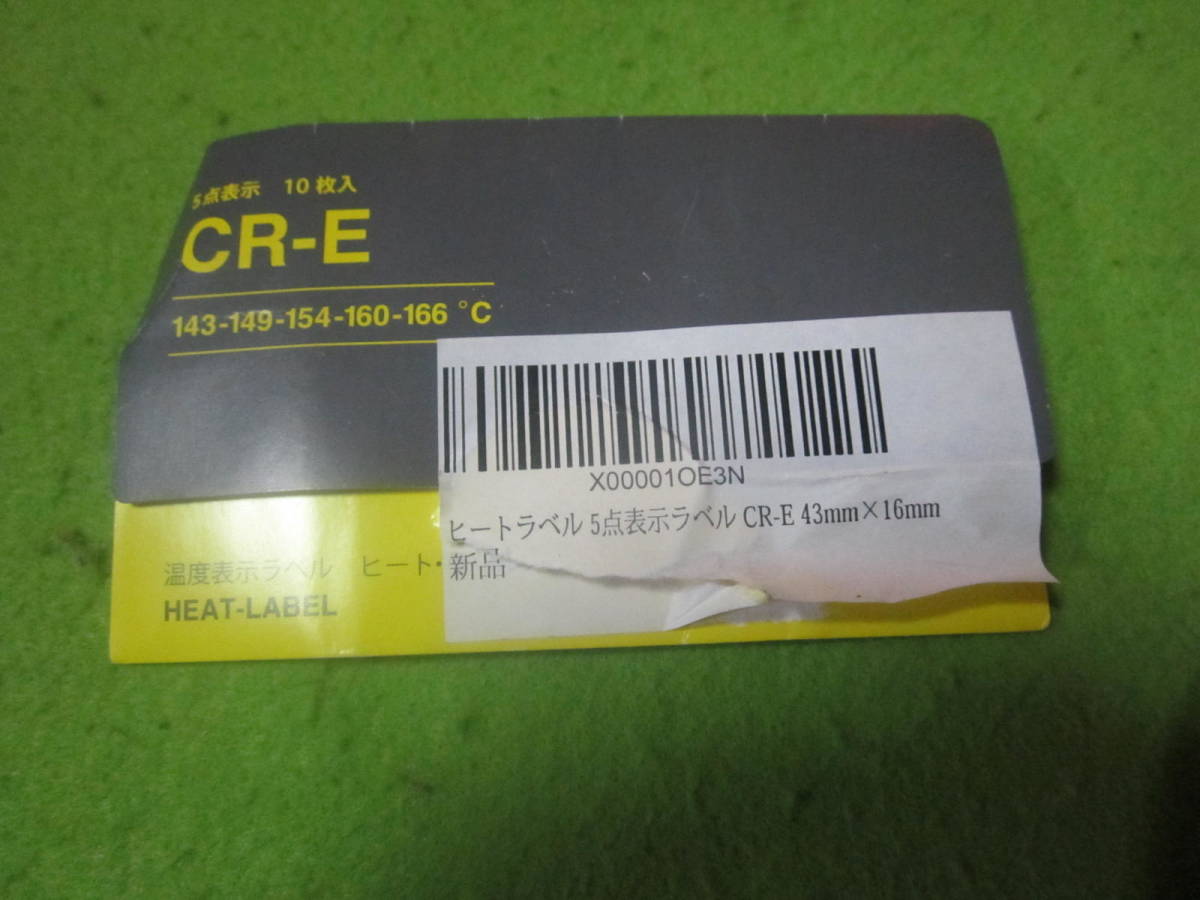 5点表示 10枚入
CR-E
143-149-154-160-166 °C
X00001OE3N
ヒートラベル 5点表示ラベル CR-E 43mm×16mm
新品
温度表示ラベル ヒート・
HEAT-LABEL